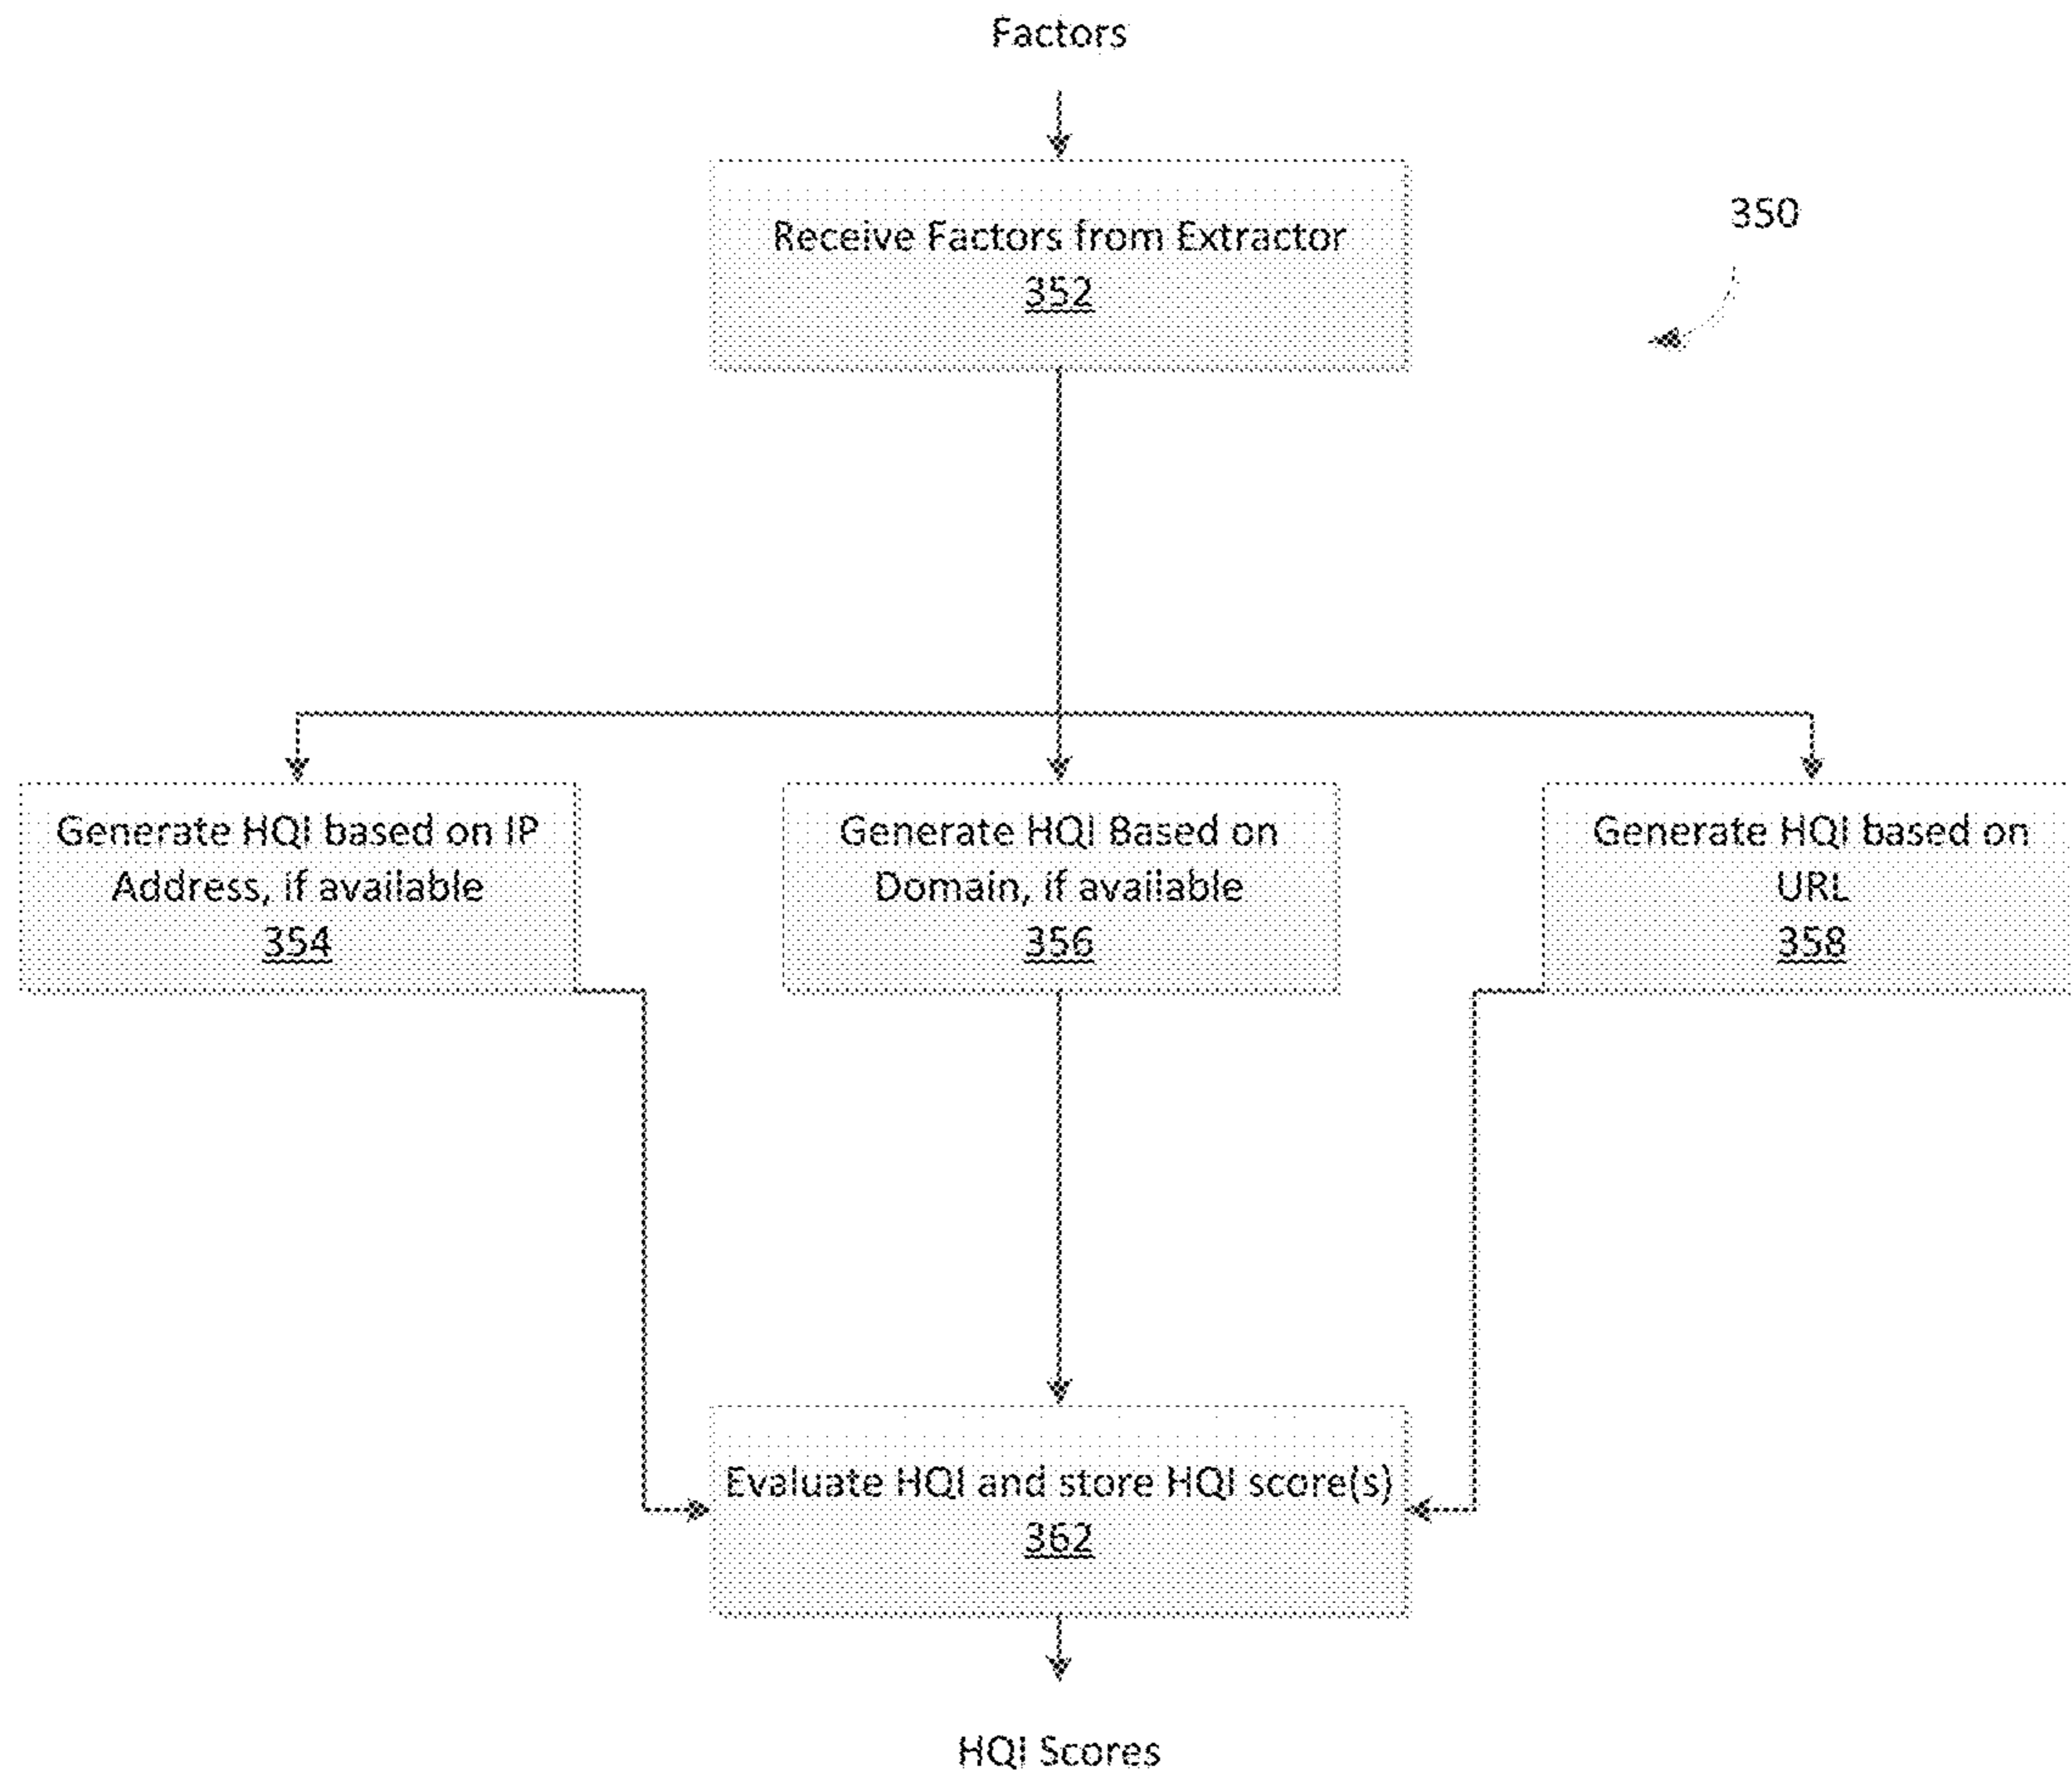 Factors
Receive Factors from Extractor
352
350
Generate HQI based on IP
Address, if available
354
Generate HQI Based on
Domain, if available
356
Generate HQI based on
URL
358
Evaluate HQI and store HQI score(s)
362
HQI Scores